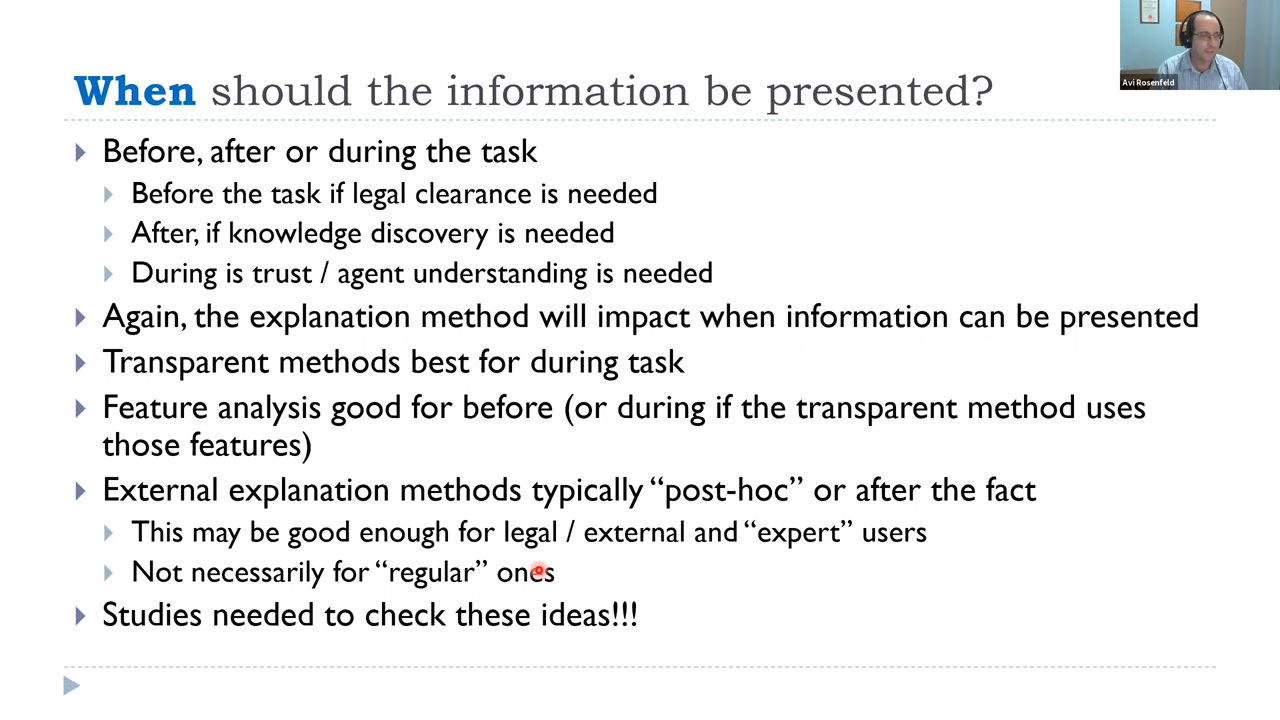 When should the information be presented?
Avi Rosenfeld
Before, after or during the task
Before the task if legal clearance is needed
After, if knowledge discovery is needed
During is trust / agent understanding is needed
Again, the explanation method will impact when information can be presented
Transparent methods best for during task
Feature analysis good for before (or during if the transparent method uses
those features)
External explanation methods typically “post-hoc” or after the fact
This may be good enough for legal / external and “expert” users
Not necessarily for “regular” ones
Studies needed to check these ideas!!!